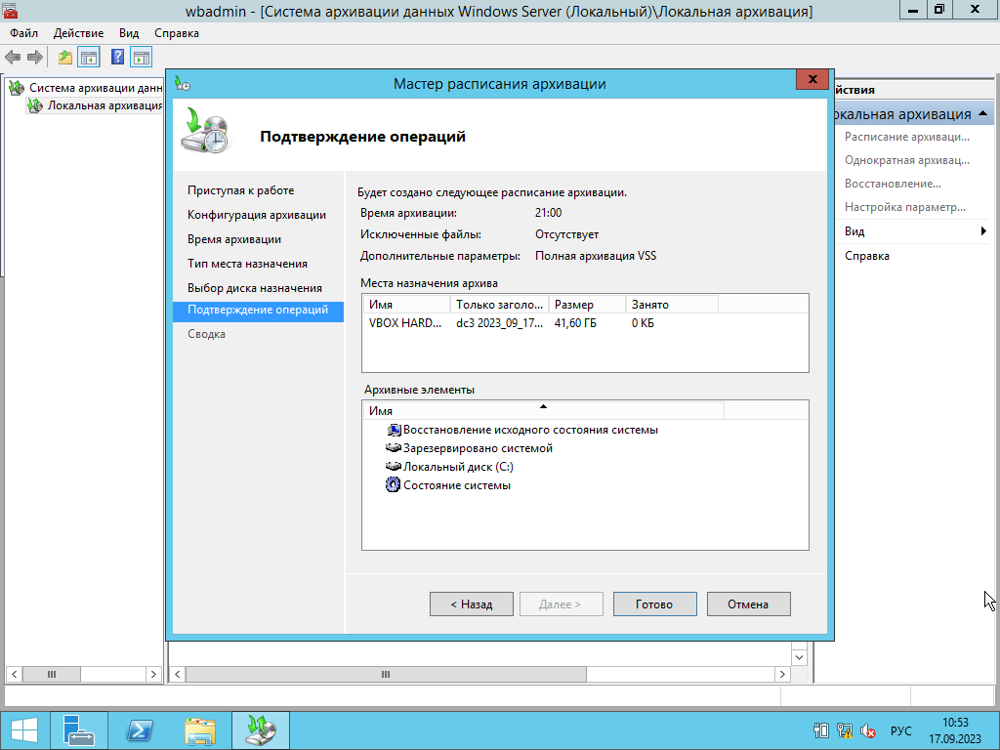 wbadmin - [Система архивации данных Windows Server (Локальный)\Локальная архивация]
Файл Действие Вид Справка
Система архивации данн
Локальная архивация
Мастер расписания архивации
Подтверждение операций
Приступая к работе
Конфигурация архивации
Время архивации
Тип места назначения
Выбор диска назначения
Подтверждение операций
Сводка
Будет создано следующее расписание архивации.
Время архивации: 21:00
Исключенные файлы: Отсутствует
Дополнительные параметры: Полная архивация VSS
Места назначения архива
Имя Только заголо... Размер Занято
VBOX HARD... dc3 2023_09_17... 41,60 ГБ 0 КБ
Архивные элементы
Имя
Восстановление исходного состояния системы
Зарезервировано системой
Локальный диск (C:)
Состояние системы
< Назад Далее > Готово Отмена
йствия
окальная архивация
Расписание архиваци...
Однократная архивац...
Восстановление...
Настройка параметр...
Вид
Справка
РУС
10:53
17.09.2023